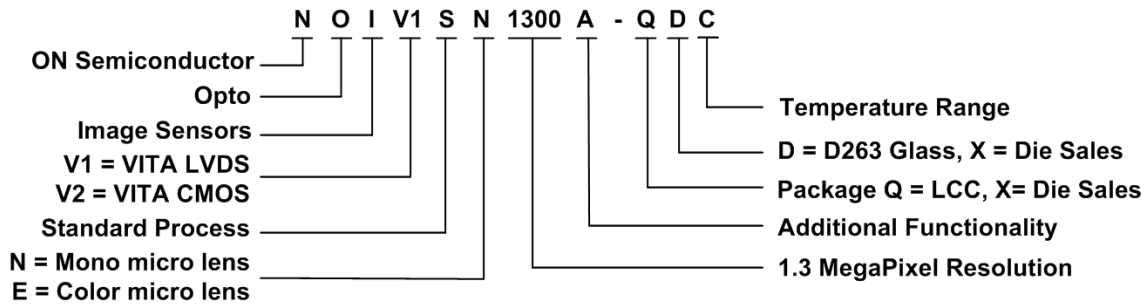 N O I V1 S N 1300 A - Q D C
ON Semiconductor
Opto
Image Sensors
V1 = VITA LVDS
V2 = VITA CMOS
Standard Process
N = Mono micro lens
E = Color micro lens
Temperature Range
D = D263 Glass, X = Die Sales
Package Q = LCC, X= Die Sales
Additional Functionality
1.3 MegaPixel Resolution